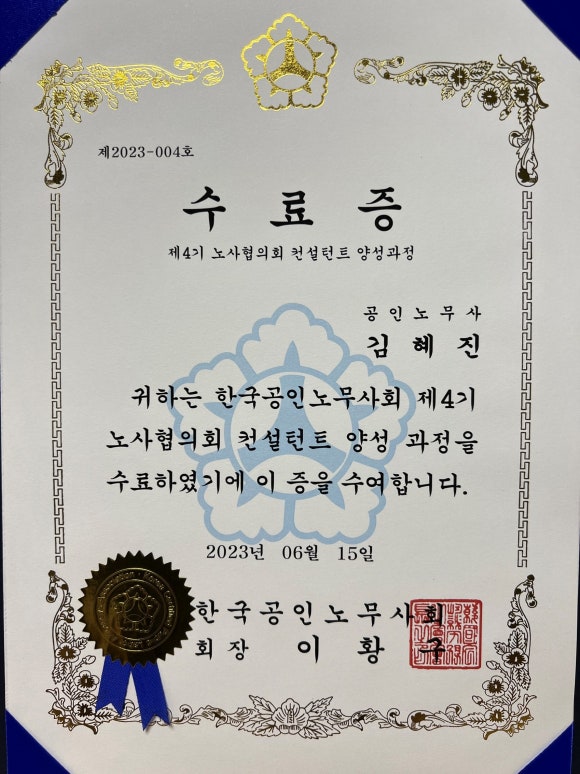 제2023-004호
수 료 증
제4기 노사협의회 컨설턴트 양성과정
공인노무사
김 혜 진
귀하는 한국공인노무사회 제4기
노사협의회 컨설턴트 양성 과정을
수료하였기에 이 증을 수여합니다.
2023년 06월 15일
한국공인노무사회
회장 이 황 구